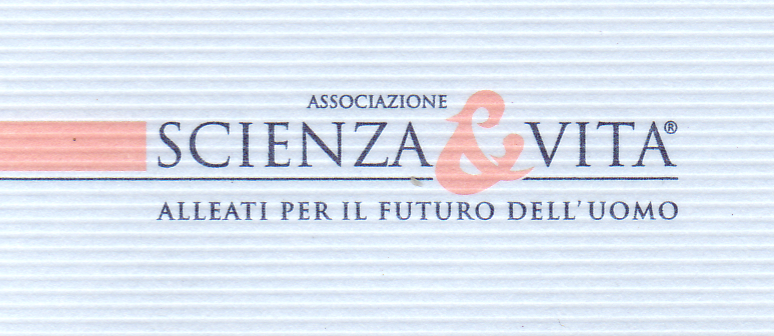 ASSOCIAZIONE
SCIENZA & VITA®
ALLEATI PER IL FUTURO DELL'UOMO